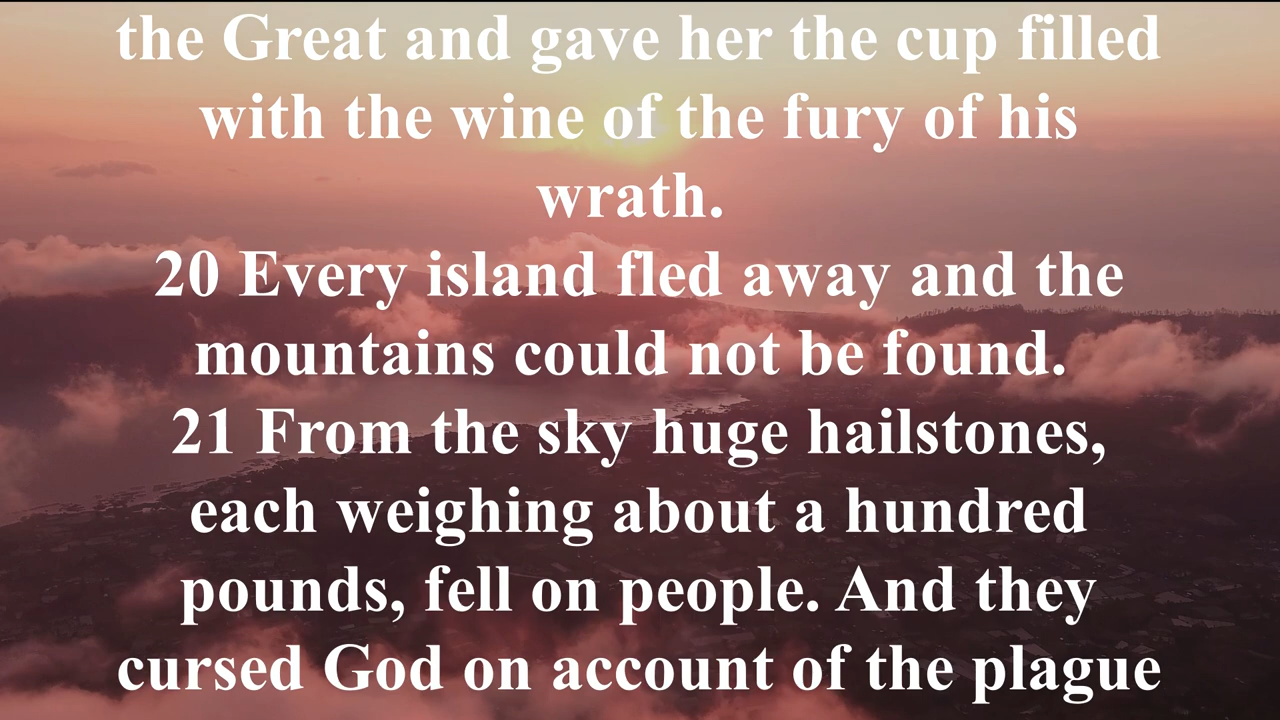 the Great and gave her the cup filled
with the wine of the fury of his
wrath.
20 Every island fled away and the
mountains could not be found.
21 From the sky huge hailstones,
each weighing about a hundred
pounds, fell on people. And they
cursed God on account of the plague